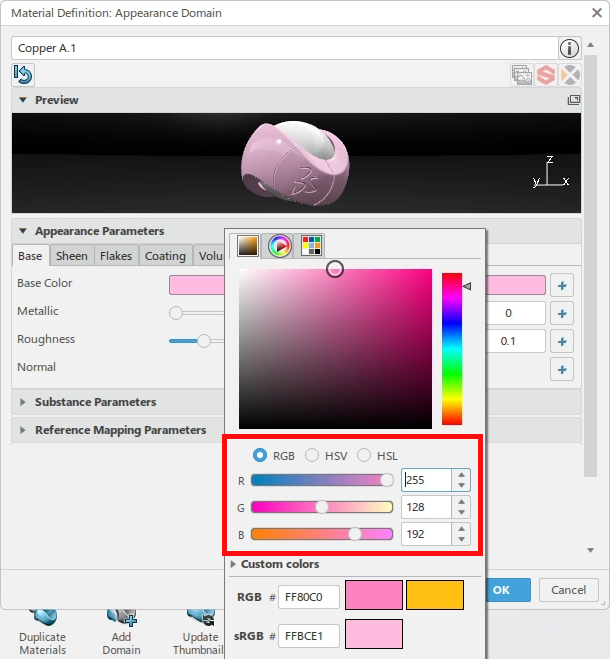 Material Definition: Appearance Domain
Copper A.1
Preview
z
y x
Appearance Parameters
Base Sheen Flakes Coating Volu
Base Color
Metallic 0
Roughness 0.1
Normal
Substance Parameters
Reference Mapping Parameters
RGB HSV HSL
R 255
G 128
B 192
Custom colors
RGB # FF80C0
sRGB # FFBCE1
OK Cancel
Duplicate Materials
Add Domain
Update Thumbnail